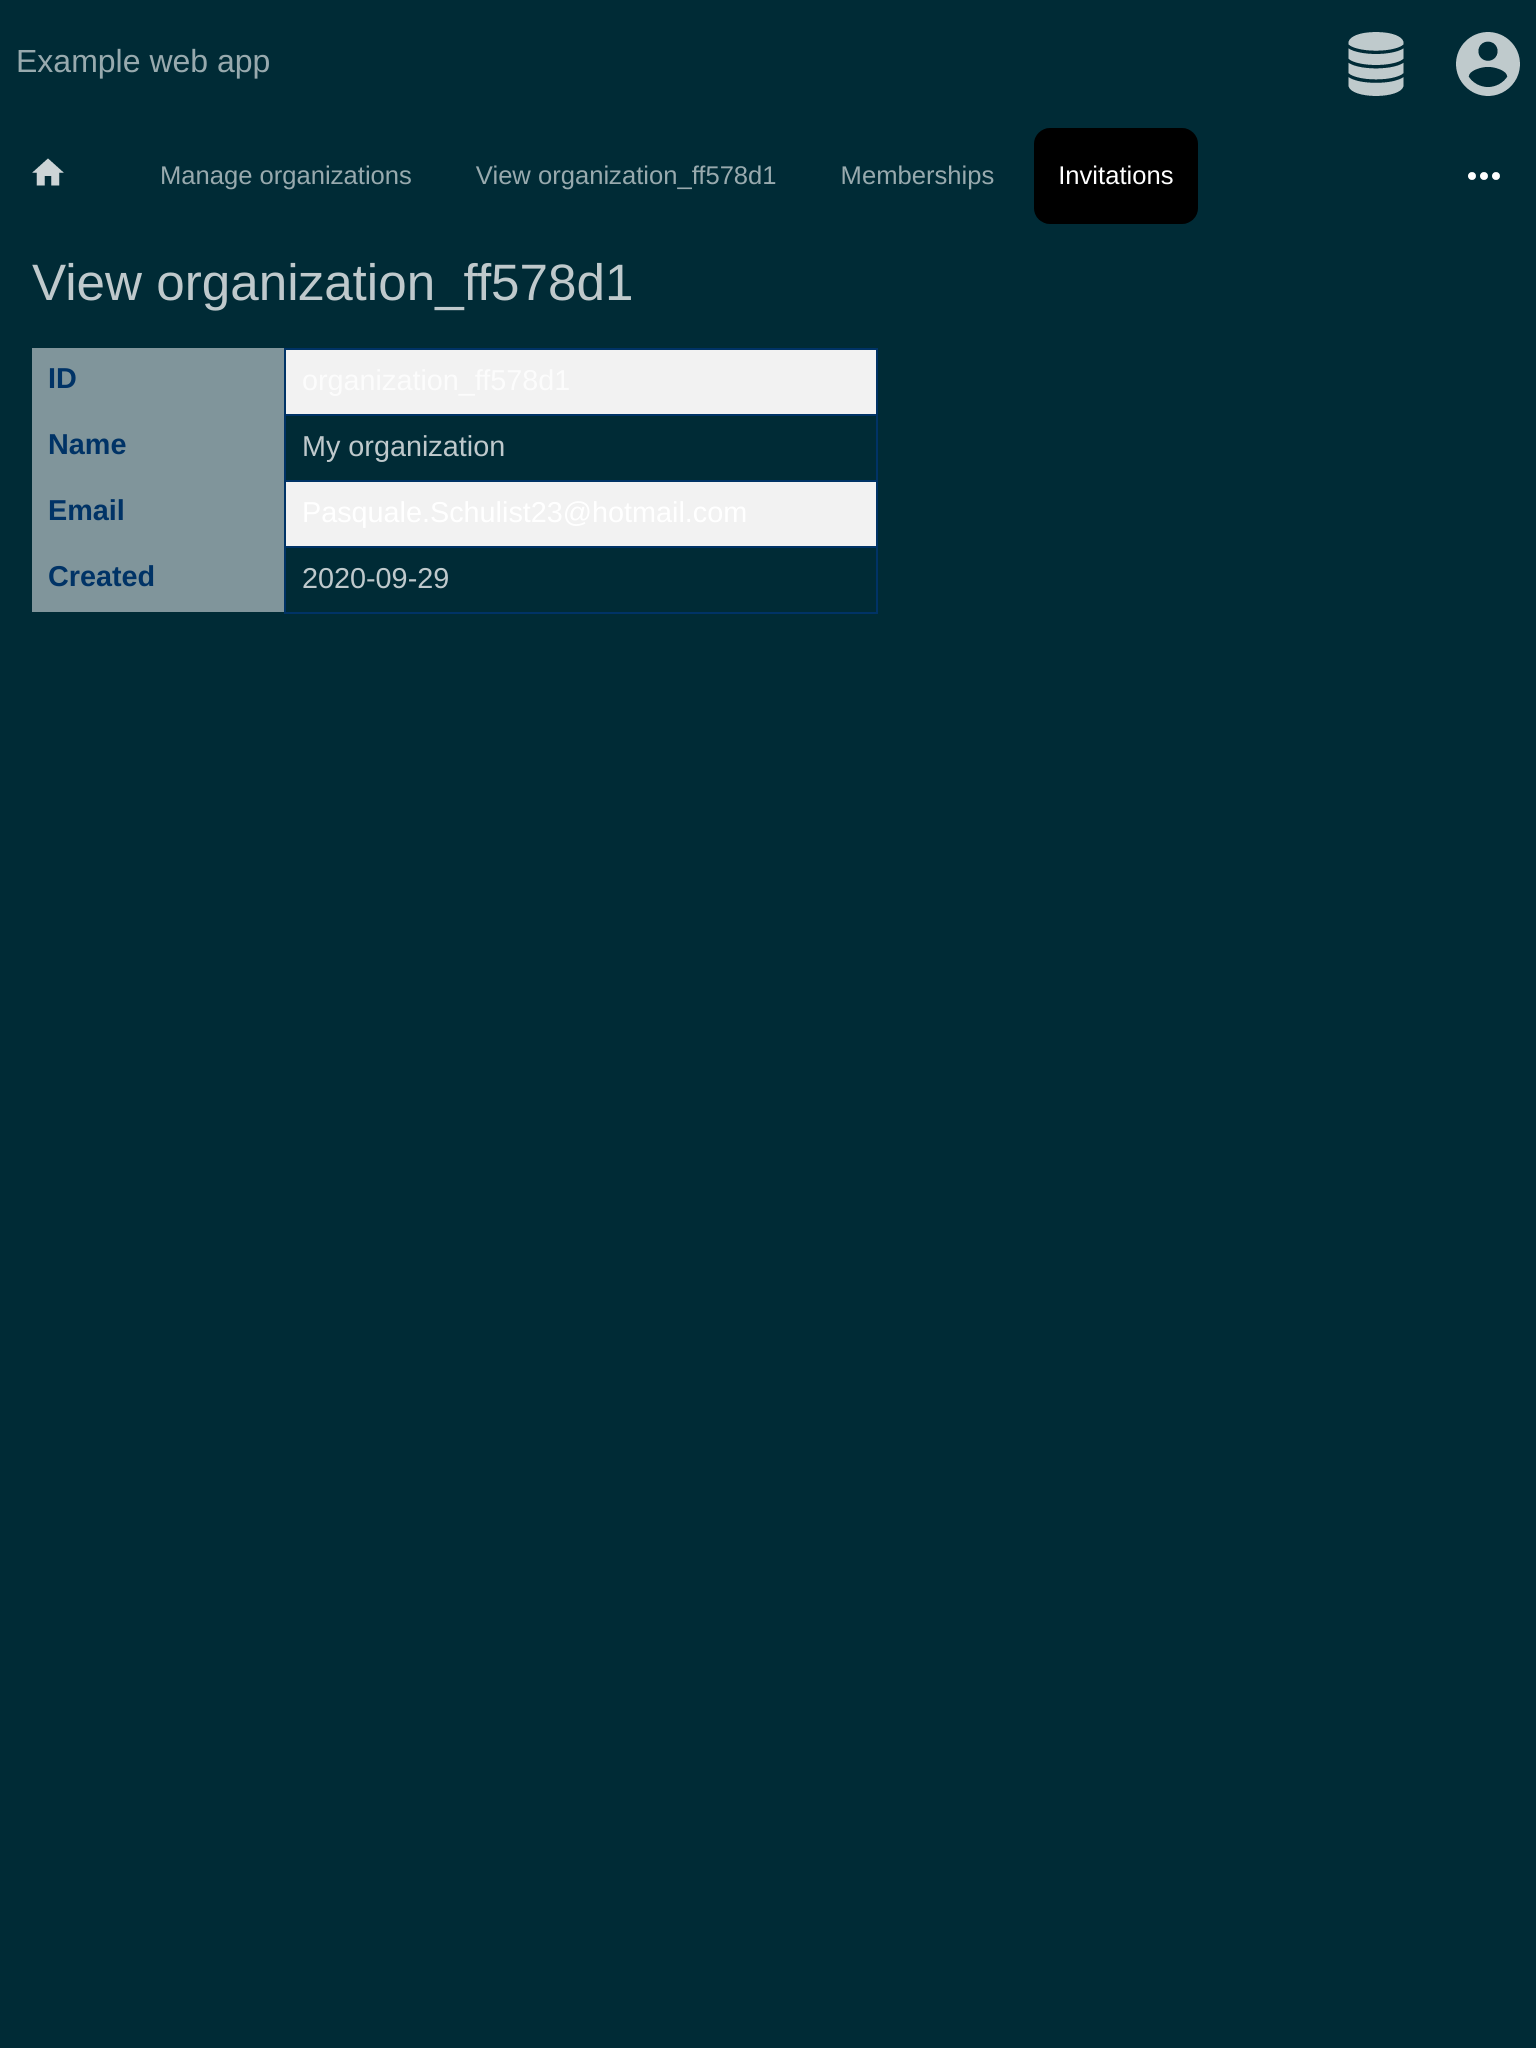 Example web app
Manage organizations View organization_ff578d1 Memberships Invitations
View organization_ff578d1
ID organization_ff578d1
Name My organization
Email Pasquale.Schulist23@hotmail.com
Created 2020-09-29